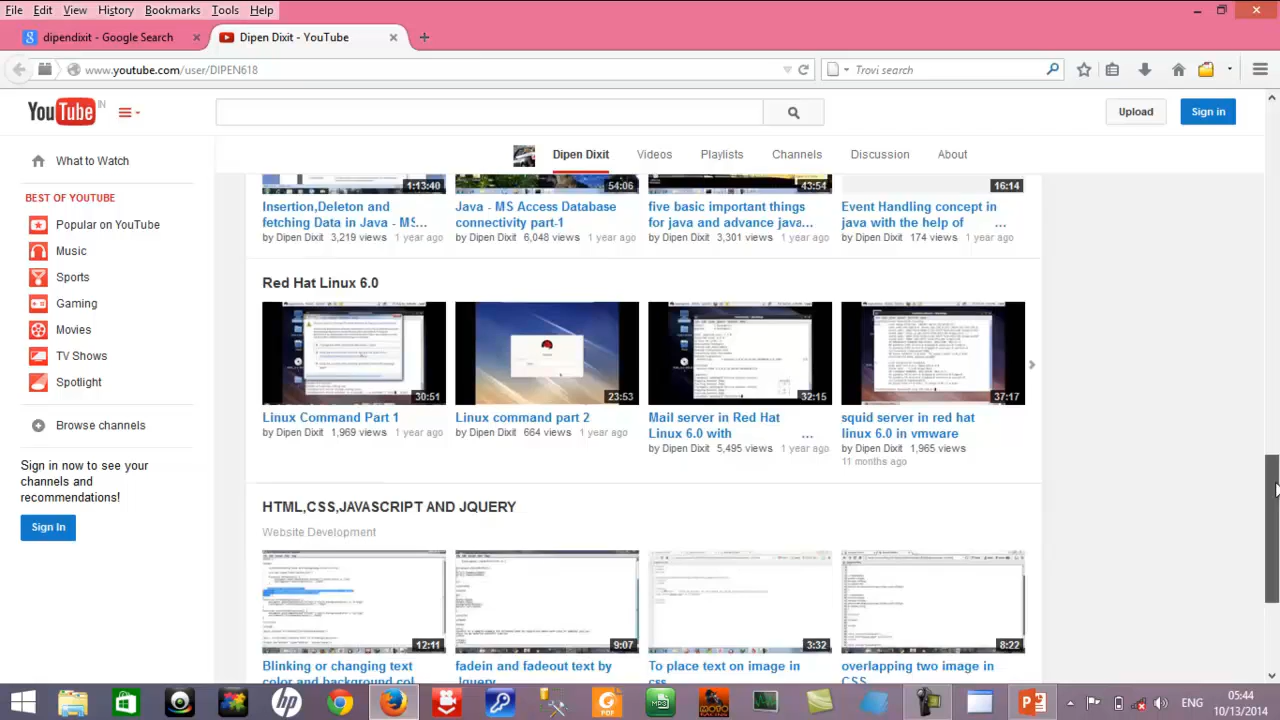 File Edit View History Bookmarks Tools Help
dipendixit - Google Search
Dipen Dixit - YouTube
www.youtube.com/user/DIPEN618
Trovi search
YouTube IN
Upload
Sign in
Dipen Dixit Videos Playlists Channels Discussion About
What to Watch
BEST OF YOUTUBE
Popular on YouTube
Music
Sports
Gaming
Movies
TV Shows
Spotlight
Browse channels
Sign in now to see your
channels and
recommendations!
Sign In
1:13:40
Insertion,Deleton and
fetching Data in Java - MS...
by Dipen Dixit 3,219 views 1 year ago
54:06
Java - MS Access Database
connectivity part-1
by Dipen Dixit 6,048 views 1 year ago
43:54
five basic important things
for java and advance java...
by Dipen Dixit 3,301 views 1 year ago
16:14
Event Handling concept in
java with the help of ...
by Dipen Dixit 174 views 1 year ago
Red Hat Linux 6.0
30:51
Linux Command Part 1
by Dipen Dixit 1,969 views 1 year ago
23:53
Linux command part 2
by Dipen Dixit 664 views 1 year ago
32:15
Mail server in Red Hat
Linux 6.0 with ...
by Dipen Dixit 5,495 views 1 year ago
37:17
squid server in red hat
linux 6.0 in vmware
by Dipen Dixit 1,965 views
11 months ago
HTML,CSS,JAVASCRIPT AND JQUERY
Website Development
12:11
Blinking or changing text
color and background col
9:07
fadein and fadeout text by
Jquery
3:32
To place text on image in
css
8:22
overlapping two image in
CSS
ENG
05:44
10/13/2014